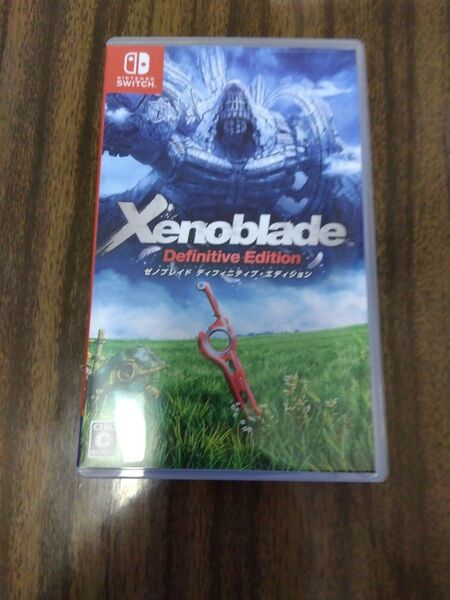 NINTENDO
SWITCH
Xenoblade
Definitive Edition
ゼノブレイド ディフィニティブ・エディション
CERO
C